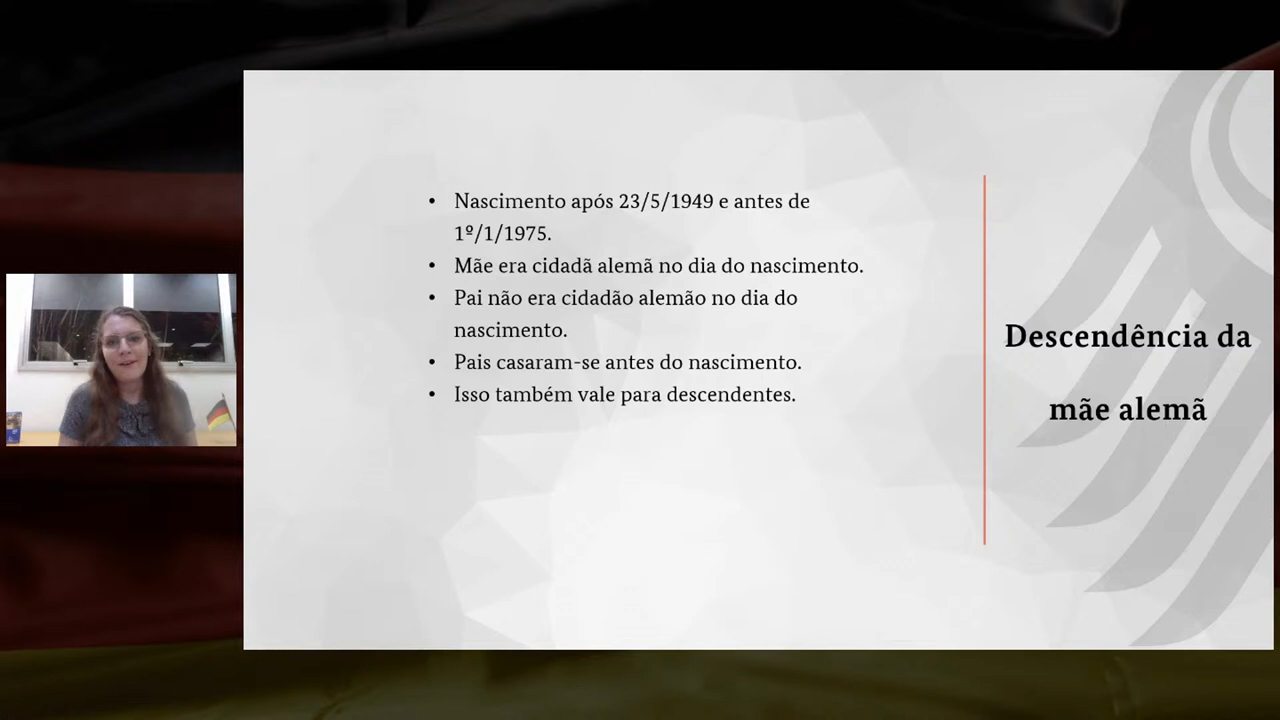 • Nascimento após 23/5/1949 e antes de
1º/1/1975.
• Mãe era cidadã alemã no dia do nascimento.
• Pai não era cidadão alemão no dia do
nascimento.
• Pais casaram-se antes do nascimento.
• Isso também vale para descendentes.
Descendência da
mãe alemã